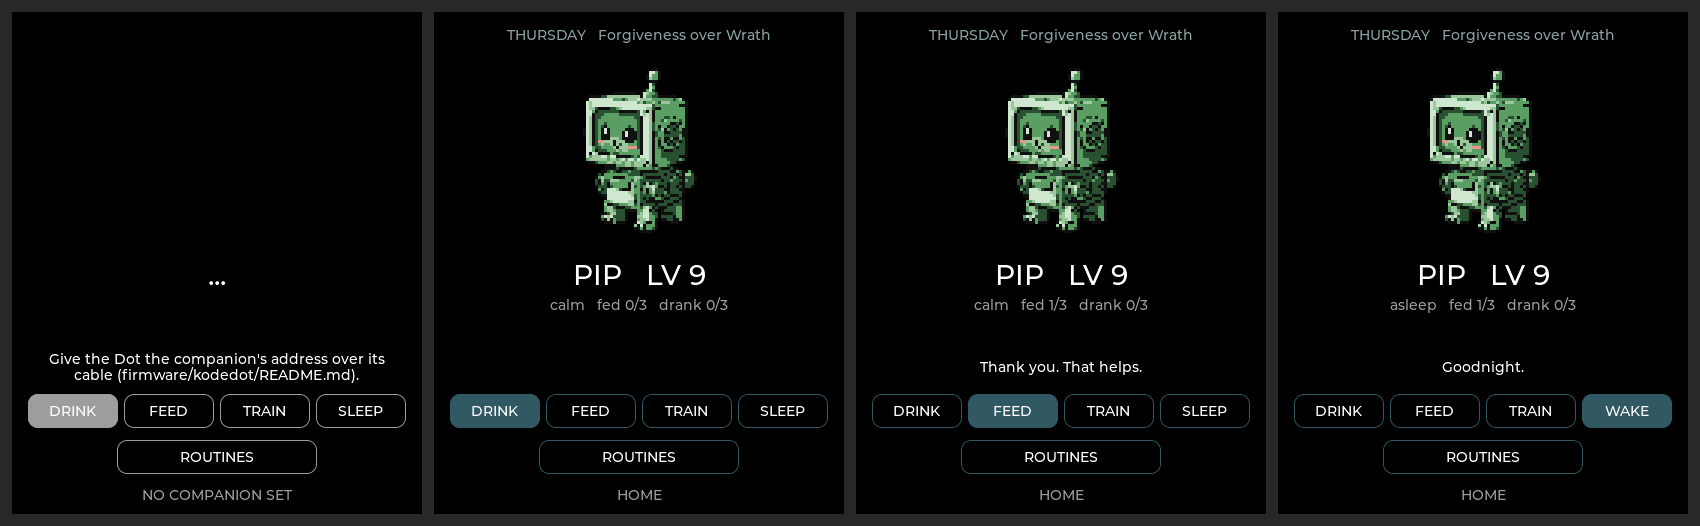 ...
Give the Dot the companion's address over its
cable (firmware/kodedot/README.md).
DRINK FEED TRAIN SLEEP
ROUTINES
NO COMPANION SET
THURSDAY Forgiveness over Wrath
PIP LV 9
calm fed 0/3 drank 0/3
DRINK FEED TRAIN SLEEP
ROUTINES
HOME
THURSDAY Forgiveness over Wrath
PIP LV 9
calm fed 1/3 drank 0/3
Thank you. That helps.
DRINK FEED TRAIN SLEEP
ROUTINES
HOME
THURSDAY Forgiveness over Wrath
PIP LV 9
asleep fed 1/3 drank 0/3
Goodnight.
DRINK FEED TRAIN WAKE
ROUTINES
HOME